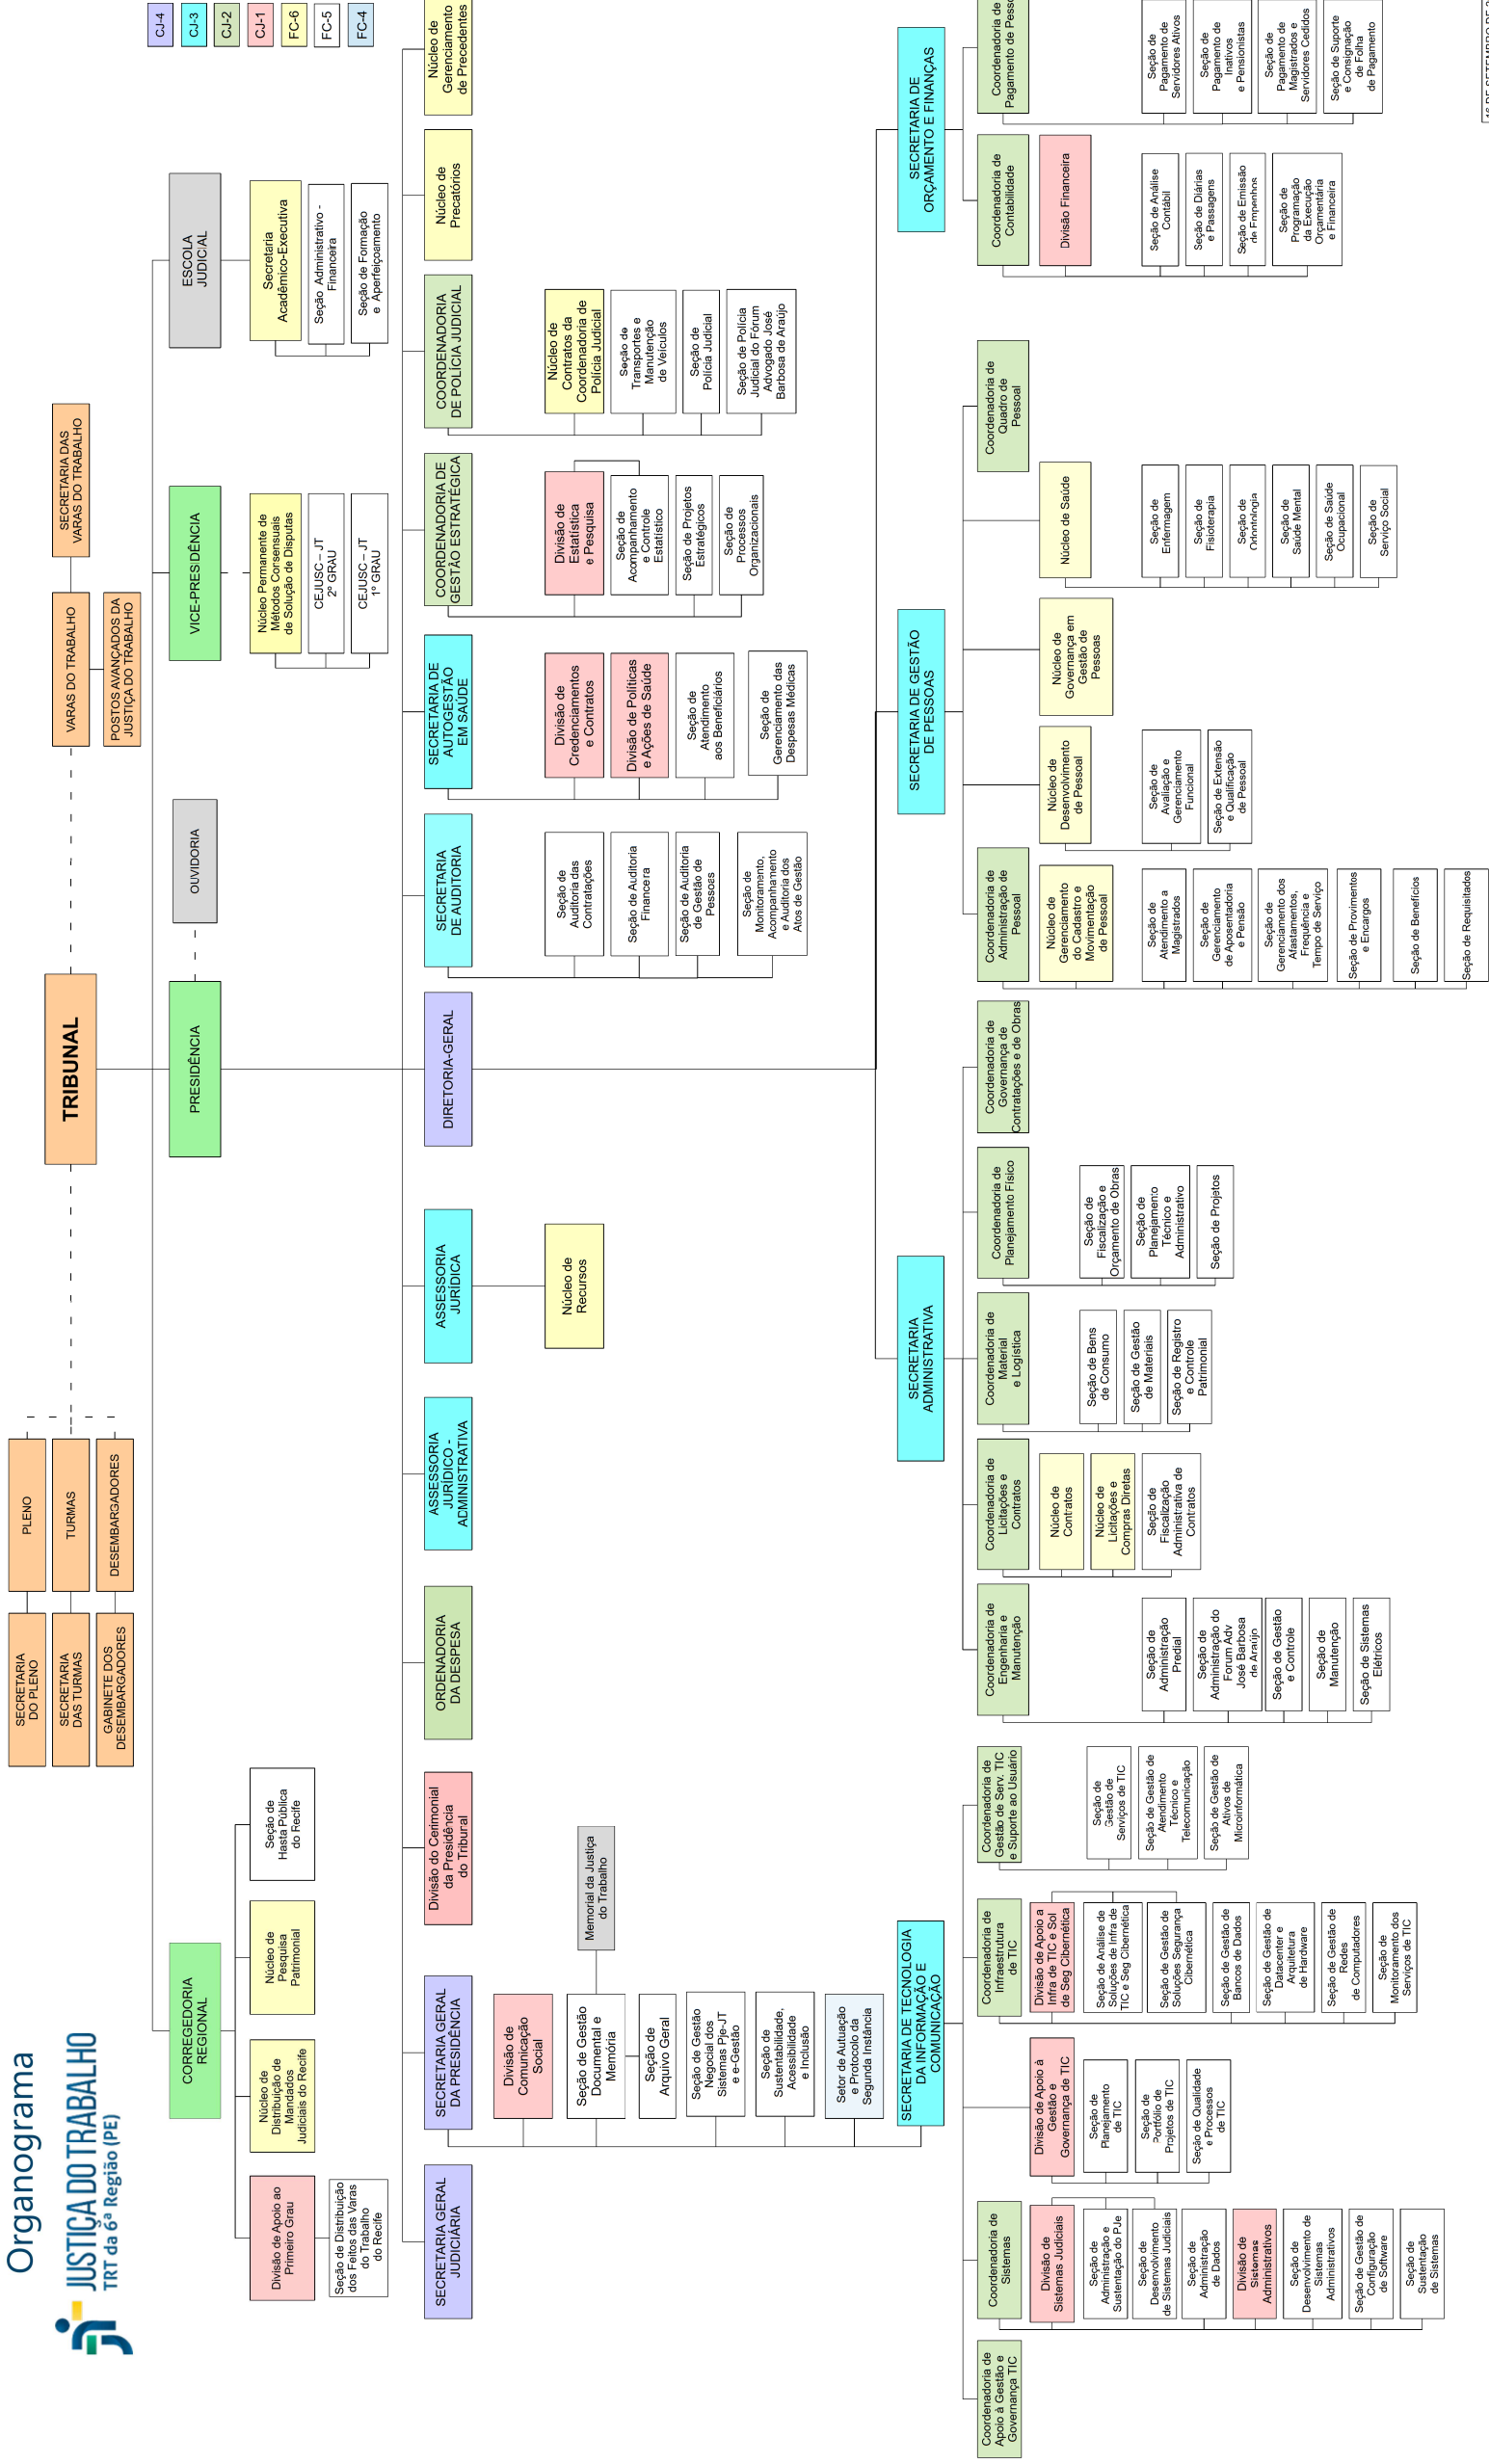 Organograma
JUSTIÇA DO TRABALHO
TRT da 6ª Região (PE)
CJ-4
CJ-3
CJ-2
CJ-1
FC-6
FC-5
FC-4
SECRETARIA
DO PLENO
PLENO
SECRETARIA
DAS TURMAS
TURMAS
GABINETE DOS
DESEMBARGADORES
DESEMBARGADORES
TRIBUNAL
VARAS DO TRABALHO
SECRETARIA DAS
VARAS DO TRABALHO
POSTOS AVANÇADOS DA
JUSTIÇA DO TRABALHO
CORREGEDORIA
REGIONAL
PRESIDÊNCIA
OUVIDORIA
VICE-PRESIDÊNCIA
ESCOLA
JUDICIAL
Divisão de Apoio ao
Primeiro Grau
Seção de Distribuição
dos Feitos das Varas
do Trabalho
do Recife
Núcleo de
Distribuição de
Mandados
Judiciais do Recife
Núcleo de
Pesquisa
Patrimonial
Seção de
Hasta Pública
do Recife
Núcleo Permanente de
Métodos Consensuais
de Solução de Disputas
CEJUSC – JT
2º GRAU
CEJUSC – JT
1º GRAU
Secretaria
Acadêmico-Executiva
Seção Administrativo -
Financeira
Seção de Formação
e Aperfeiçoamento
SECRETARIA GERAL
JUDICIÁRIA
SECRETARIA GERAL
DA PRESIDÊNCIA
Divisão do Cerimonial
da Presidência
do Tribunal
ORDENADORIA
DA DESPESA
ASSESSORIA
JURÍDICO -
ADMINISTRATIVA
ASSESSORIA
JURÍDICA
DIRETORIA-GERAL
SECRETARIA
DE AUDITORIA
SECRETARIA DE
AUTOGESTÃO
EM SAÚDE
COORDENADORIA DE
GESTÃO ESTRATÉGICA
COORDENADORIA
DE POLÍCIA JUDICIAL
Núcleo de
Precatórios
Núcleo de
Gerenciamento
de Precedentes
Divisão de
Comunicação
Social
Seção de Gestão
Documental e
Memória
Memorial da Justiça
do Trabalho
Seção de
Arquivo Geral
Seção de Gestão
Negocial dos
Sistemas Pje-JT
e e-Gestão
Seção de
Sustentabilidade,
Acessibilidade
e Inclusão
Setor de Autuação
e Protocolo da
Segunda Instância
Núcleo de
Recursos
Seção de
Auditoria das
Contratações
Seção de Auditoria
Financeira
Seção de Auditoria
de Gestão de
Pessoas
Seção de
Monitoramento,
Acompanhamento
e Auditoria dos
Atos de Gestão
Divisão de
Credenciamentos
e Contratos
Divisão de Políticas
e Ações de Saúde
Seção de
Atendimento
aos Beneficiários
Seção de
Gerenciamento das
Despesas Médicas
Divisão de
Estatística
e Pesquisa
Seção de
Acompanhamento
e Controle
Estatístico
Seção de Projetos
Estratégicos
Seção de
Processos
Organizacionais
Núcleo de
Contratos da
Coordenadoria de
Polícia Judicial
Seção de
Transportes e
Manutenção
de Veículos
Seção de
Polícia Judicial
Seção de Polícia
Judicial do Fórum
Advogado José
Barbosa de Araújo
SECRETARIA DE TECNOLOGIA
DA INFORMAÇÃO E
COMUNICAÇÃO
SECRETARIA
ADMINISTRATIVA
SECRETARIA DE GESTÃO
DE PESSOAS
SECRETARIA DE
ORÇAMENTO E FINANÇAS
Coordenadoria de
Apoio à Gestão e
Governança TIC
Coordenadoria de
Sistemas
Divisão de
Sistemas Judiciais
Seção de
Administração e
Sustentação do PJe
Seção de
Desenvolvimento
de Sistemas Judiciais
Seção de
Administração
de Dados
Divisão de
Sistemas
Administrativos
Seção de
Desenvolvimento de
Sistemas
Administrativos
Seção de Gestão de
Configuração
de Software
Seção de
Sustentação
de Sistemas
Divisão de Apoio à
Gestão e
Governança de TIC
Seção de
Planejamento
de TIC
Seção de
Portfólio de
Projetos de TIC
Seção de Qualidade
e Processos
de TIC
Coordenadoria de
Infraestrutura
de TIC
Divisão de Apoio a
Infra de TIC e Sol
de Seg Cibernética
Seção de Análise de
Soluções de Infra de
TIC e Seg Cibernética
Seção de Gestão de
Soluções Segurança
Cibernética
Seção de Gestão de
Bancos de Dados
Seção de Gestão de
Datacenter e
Arquitetura
de Hardware
Seção de Gestão de
Redes
de Computadores
Seção de
Monitoramento dos
Serviços de TIC
Coordenadoria de
Gestão de Serv. TIC
e Suporte ao Usuário
Seção de
Gestão de
Serviços de TIC
Seção de Gestão de
Atendimento
Técnico e
Telecomunicação
Seção de Gestão de
Ativos de
Microinformática
Coordenadoria de
Engenharia e
Manutenção
Seção de
Administração
Predial
Seção de
Administração do
Forum Adv
José Barbosa
de Araújo
Seção de Gestão
e Controle
Seção de
Manutenção
Seção de Sistemas
Elétricos
Coordenadoria de
Licitações e
Contratos
Núcleo de
Contratos
Núcleo de
Licitações e
Compras Diretas
Seção de
Fiscalização
Administrativa de
Contratos
Coordenadoria de
Material
e Logística
Seção de Bens
de Consumo
Seção de Gestão
de Materiais
Seção de Registro
e Controle
Patrimonial
Coordenadoria de
Planejamento Físico
Seção de
Fiscalização e
Orçamento de Obras
Seção de
Planejamento
Técnico e
Administrativo
Seção de Projetos
Coordenadoria de
Governança de
Contratações e de Obras
Coordenadoria de
Administração de
Pessoal
Núcleo de
Gerenciamento
do Cadastro e
Movimentação
de Pessoal
Seção de
Atendimento a
Magistrados
Seção de
Gerenciamento
de Aposentadoria
e Pensão
Seção de
Gerenciamento dos
Afastamentos,
Frequência e
Tempo de Serviço
Seção de Provimentos
e Encargos
Seção de Benefícios
Seção de Requisitados
Núcleo de
Desenvolvimento
de Pessoal
Seção de
Avaliação e
Gerenciamento
Funcional
Seção de Extensão
e Qualificação
de Pessoal
Núcleo de
Governança em
Gestão de
Pessoas
Núcleo de Saúde
Seção de
Enfermagem
Seção de
Fisioterapia
Seção de
Odontologia
Seção de
Saúde Mental
Seção de Saúde
Ocupacional
Seção de
Serviço Social
Coordenadoria de
Quadro de
Pessoal
Coordenadoria de
Contabilidade
Divisão Financeira
Seção de Análise
Contábil
Seção de Diárias
e Passagens
Seção de Emissão
de Empenhos
Seção de
Programação
da Execução
Orçamentária
e Financeira
Coordenadoria de
Pagamento de Pesso
Seção de
Pagamento de
Servidores Ativos
Seção de
Pagamento de
Inativos
e Pensionistas
Seção de
Pagamento de
Magistrados e
Servidores Cedidos
Seção de Suporte
e Consignação
de Folha
de Pagamento
16 DE SETEMBRO DE 2